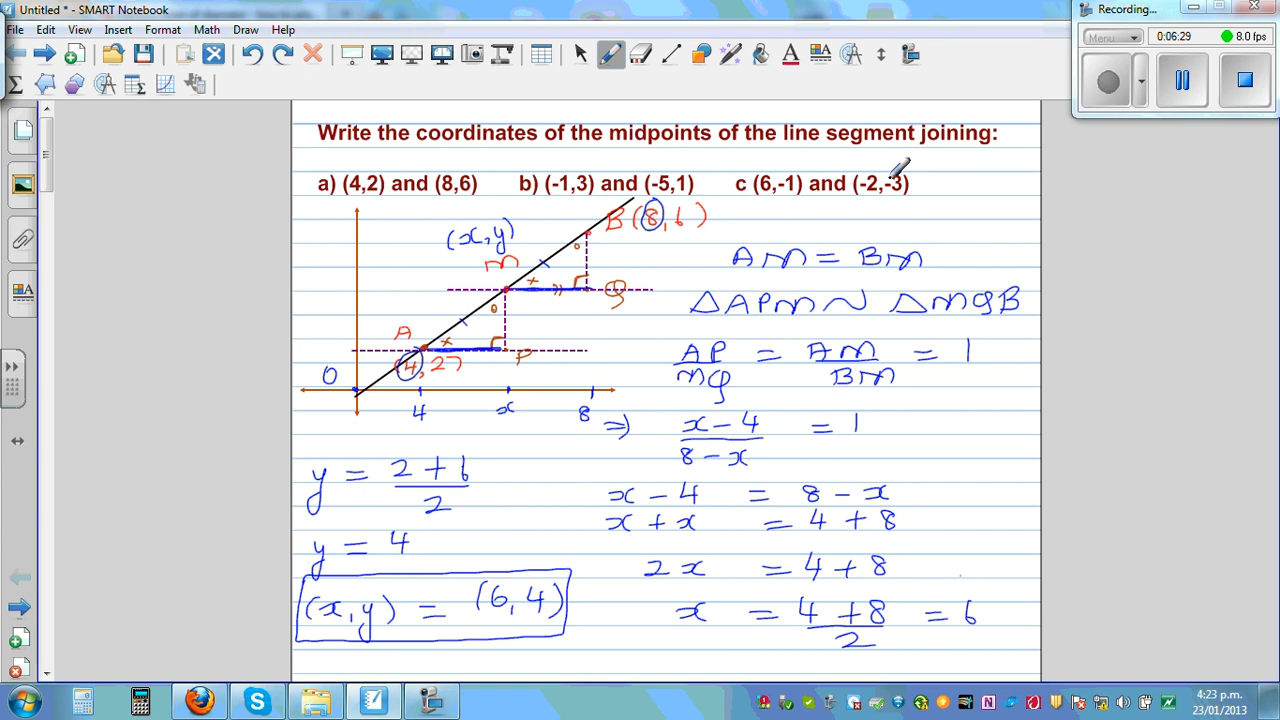 Untitled * - SMART Notebook
File Edit View Insert Format Math Draw Help
Recording...
Menu 0:06:29 8.0 fps
Write the coordinates of the midpoints of the line segment joining:
a) (4,2) and (8,6) b) (-1,3) and (-5,1) c (6,-1) and (-2,-3)
B (8, 6)
(x,y)
M
Q
A
P
(4, 2)
O
4 x 8
AM = BM
△APM ~ △MQB
AP/MQ = AM/BM = 1
⇒ x - 4/8 - x = 1
x - 4 = 8 - x
x + x = 4 + 8
2x = 4 + 8
x = 4 + 8/2 = 6
y = 2 + 6/2
y = 4
(x,y) = (6,4)
4:23 p.m.
23/01/2013